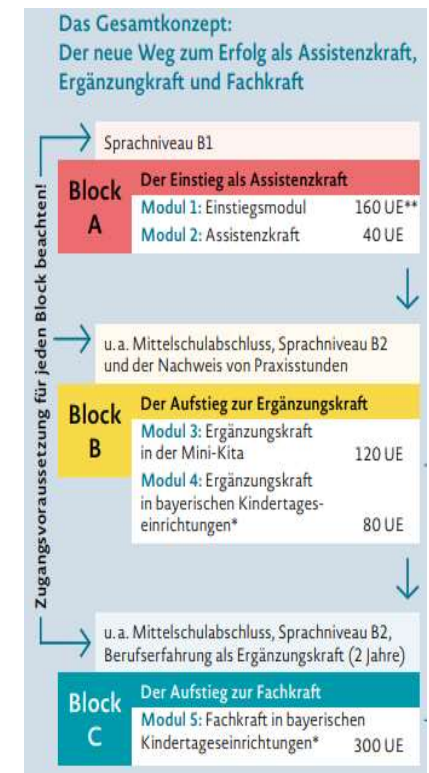 Das Gesamtkonzept:
Der neue Weg zum Erfolg als Assistenzkraft,
Ergänzungkraft und Fachkraft
Zugangsvoraussetzung für jeden Block beachten!
Sprachniveau B1
Block
A
Der Einstieg als Assistenzkraft
Modul 1: Einstiegsmodul 160 UE**
Modul 2: Assistenzkraft 40 UE
u. a. Mittelschulabschluss, Sprachniveau B2
und der Nachweis von Praxisstunden
Block
B
Der Aufstieg zur Ergänzungskraft
Modul 3: Ergänzungskraft
in der Mini-Kita 120 UE
Modul 4: Ergänzungskraft
in bayerischen Kindertages-
einrichtungen* 80 UE
u. a. Mittelschulabschluss, Sprachniveau B2,
Berufserfahrung als Ergänzungskraft (2 Jahre)
Block
C
Der Aufstieg zur Fachkraft
Modul 5: Fachkraft in bayerischen
Kindertageseinrichtungen* 300 UE